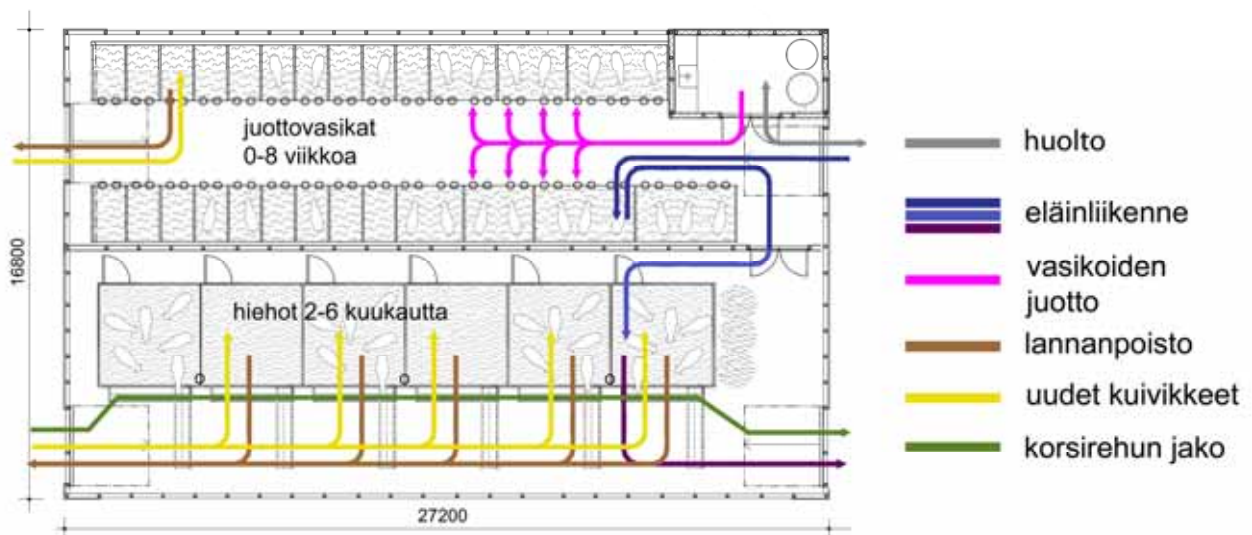 juottovasikat
0-8 viikkoa
hiehot 2-6 kuukautta
16800
27200
huolto
eläinliikenne
vasikoiden
juotto
lannanpoisto
uudet kuivikkeet
korsirehun jako